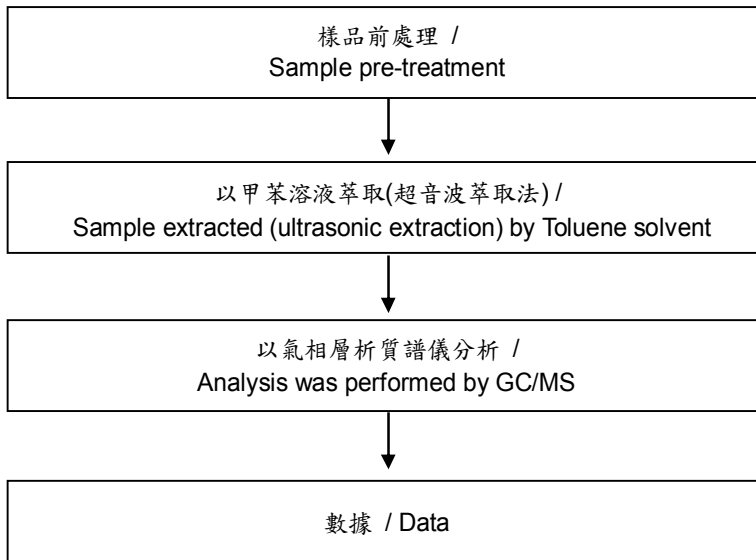 樣品前處理 /
Sample pre-treatment
以甲苯溶液萃取(超音波萃取法) /
Sample extracted (ultrasonic extraction) by Toluene solvent
以氣相層析質譜儀分析 /
Analysis was performed by GC/MS
數據 / Data